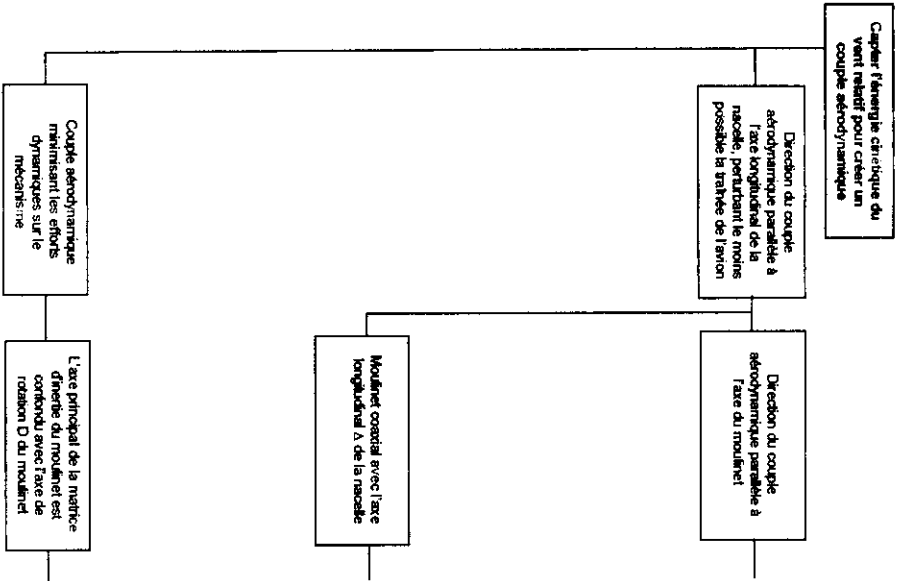 Capter l'énergie cinétique du
vent relatif pour créer un
couple aérodynamique
Direction du couple
aérodynamique parallèle à
l'axe longitudinal de la
nacelle, perturbant le moins
possible la traînée de l'avion
Couple aérodynamique
minimisant les efforts
dynamiques sur le
mécanisme
Direction du couple
aérodynamique parallèle à
l'axe du moulinet
Moulinet coaxial avec l'axe
longitudinal Δ de la nacelle
L'axe principal de la matrice
d'inertie du moulinet est
confondu avec l'axe de
rotation D du moulinet